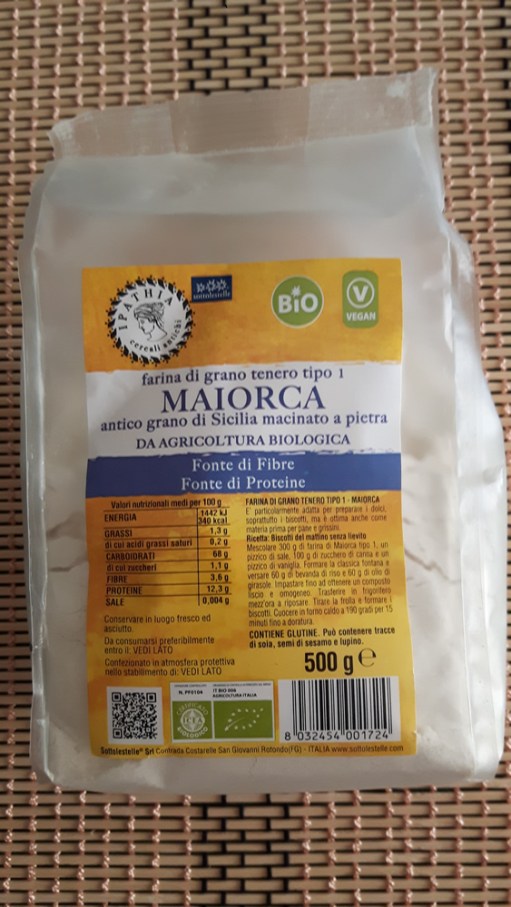 IPATHIA
cereali antichi
sottolestelle
BiO
V
VEGAN
farina di grano tenero tipo 1
MAIORCA
antico grano di Sicilia macinato a pietra
DA AGRICOLTURA BIOLOGICA
Fonte di Fibre
Fonte di Proteine
Valori nutrizionali medi per 100 g
ENERGIA 1442 kJ
340 kcal
GRASSI 1,3 g
di cui acidi grassi saturi 0,2 g
CARBOIDRATI 68 g
di cui zuccheri 1,1 g
FIBRE 3,6 g
PROTEINE 12,3 g
SALE 0,004 g
Conservare in luogo fresco ed
asciutto.
Da consumarsi preferibilmente
entro il: VEDI LATO
Confezionato in atmosfera protettiva
nello stabilimento di: VEDI LATO
FARINA DI GRANO TENERO TIPO 1 - MAIORCA
E' particolarmente adatta per preparare i dolci,
soprattutto i biscotti, ma è ottima anche come
materia prima per pane e grissini.
Ricetta: Biscotti del mattino senza lievito
Mescolare 300 g di farina di Maiorca tipo 1, un
pizzico di sale, 100 g di zucchero di canna e un
pizzico di vaniglia. Formare la classica fontana e
versare 60 g di bevanda di riso e 60 g di olio di
girasole. Impastare fino ad ottenere un composto
liscio e omogeneo. Trasferire in frigorifero
mezz'ora a riposare. Tirare la frolla e formare i
biscotti. Cuocere in forno caldo a 190 gradi per 15
minuti fino a doratura.
CONTIENE GLUTINE. Può contenere tracce
di soia, semi di sesamo e lupino.
500 g e
IT BIO 006
AGRICOLTURA ITALIA
8 032454 001724
Sottolestelle® Srl Contrada Costarelle San Giovanni Rotondo(FG) - ITALIA www.sottolestelle.com